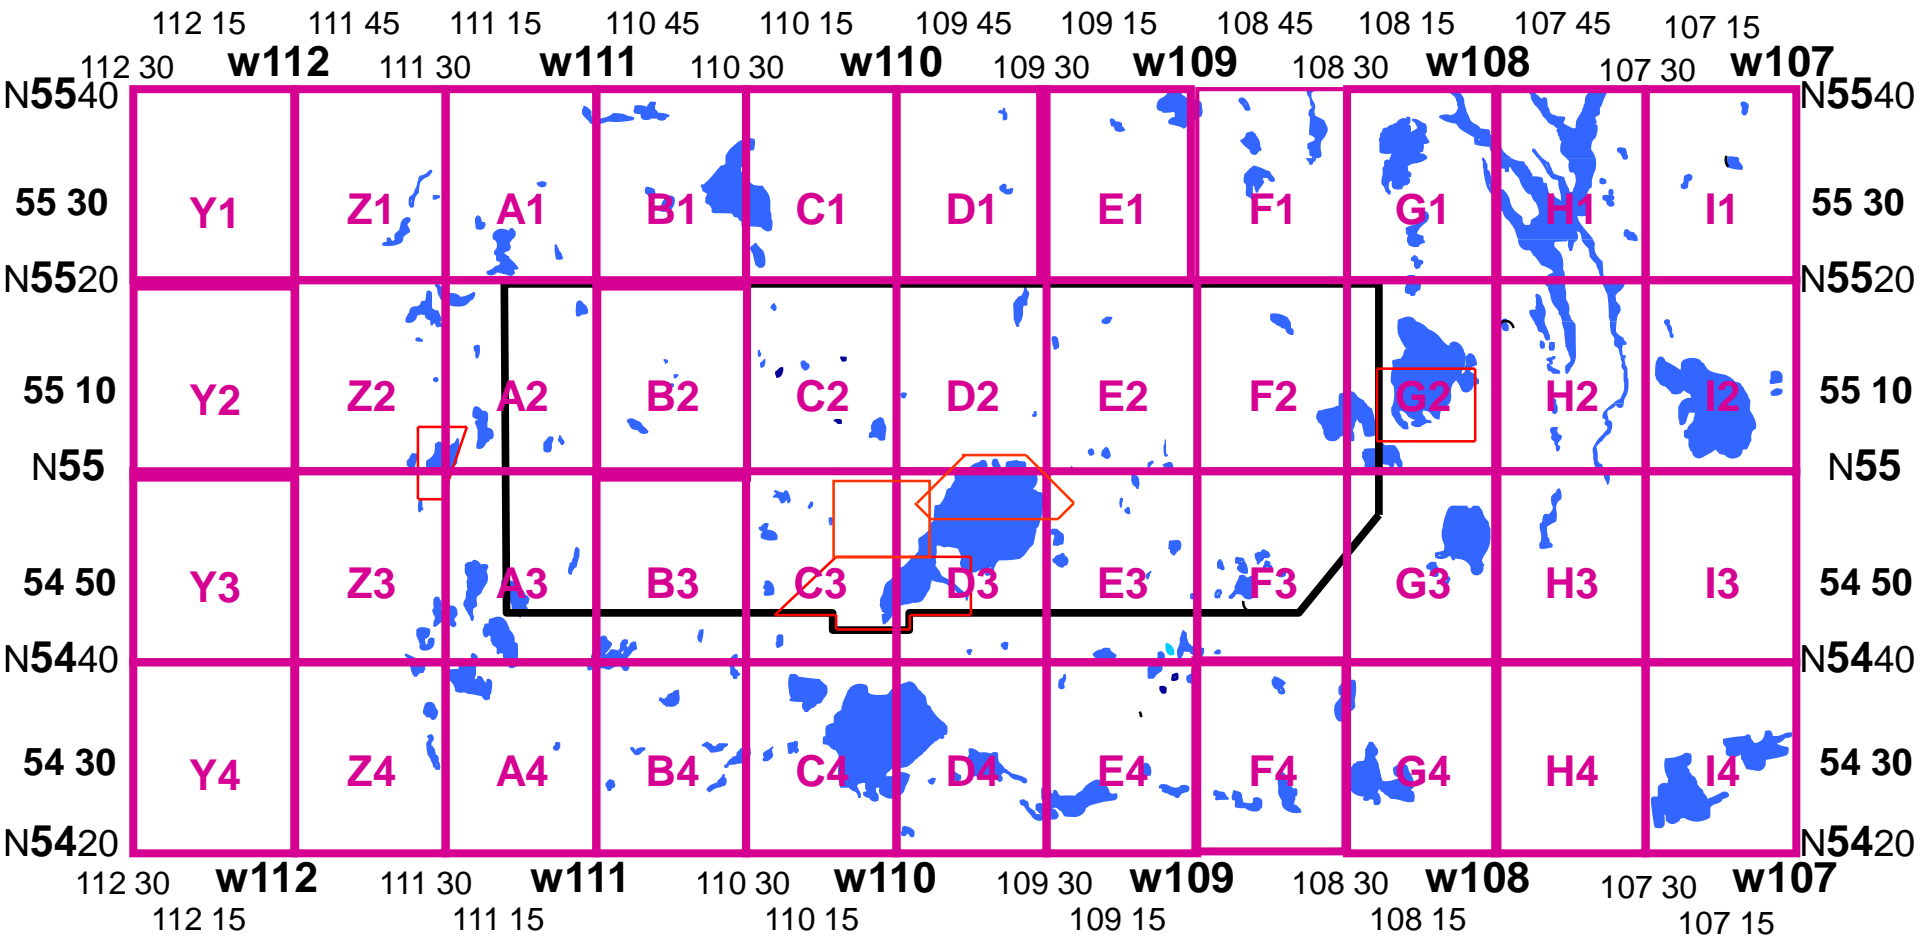 112 15 111 45 111 15 110 45 110 15 109 45 109 15 108 45 108 15 107 45 107 15
112 30 w112 111 30 w111 110 30 w110 109 30 w109 108 30 w108 107 30 w107
N5540 N5540
55 30 Y1 Z1 A1 B1 C1 D1 E1 F1 G1 H1 I1 55 30
N5520 N5520
55 10 Y2 Z2 A2 B2 C2 D2 E2 F2 G2 H2 I2 55 10
N55 N55
54 50 Y3 Z3 A3 B3 C3 D3 E3 F3 G3 H3 I3 54 50
N5440 N5440
54 30 Y4 Z4 A4 B4 C4 D4 E4 F4 G4 H4 I4 54 30
N5420 N5420
112 30 w112 111 30 w111 110 30 w110 109 30 w109 108 30 w108 107 30 w107
112 15 111 15 110 15 109 15 108 15 107 15